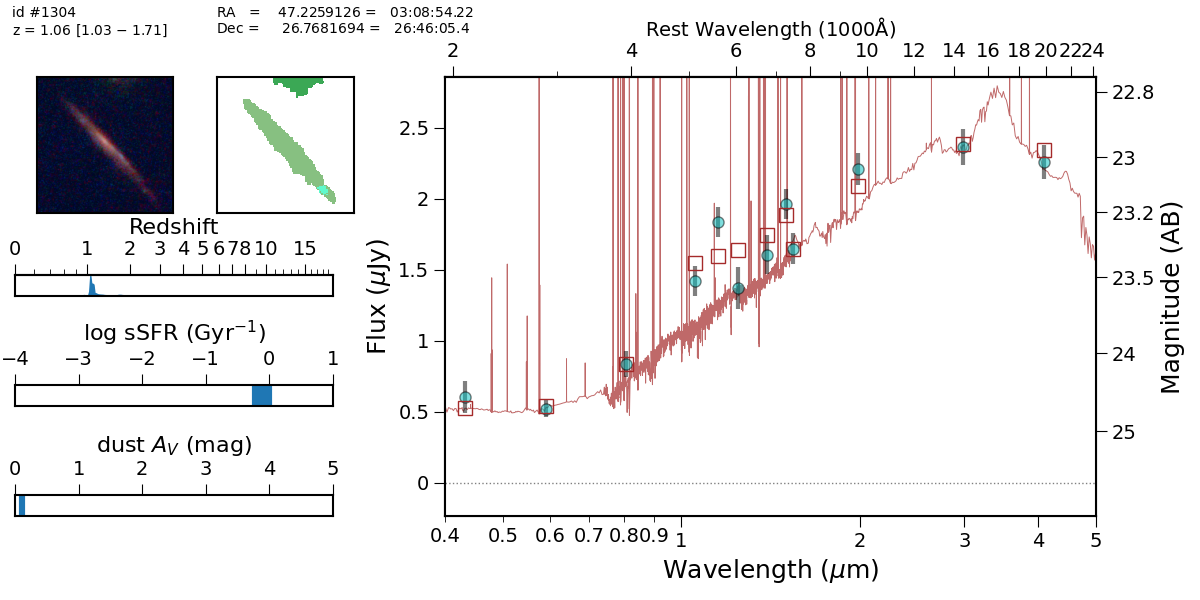 id #1304
z = 1.06 [1.03 − 1.71]
RA = 47.2259126 = 03:08:54.22
Dec = 26.7681694 = 26:46:05.4
Redshift
0 1 2 3 4 5 6 7 8 10 15
log sSFR (Gyr⁻¹)
−4 −3 −2 −1 0 1
dust A_V (mag)
0 1 2 3 4 5
Rest Wavelength (1000Å)
2 4 6 8 10 12 14 16 18 20 22 24
Flux (μJy)
2.5
2
1.5
1
0.5
0
22.8
23
23.2
23.5
24
25
Magnitude (AB)
0.4 0.5 0.6 0.7 0.8 0.9 1 2 3 4 5
Wavelength (μm)